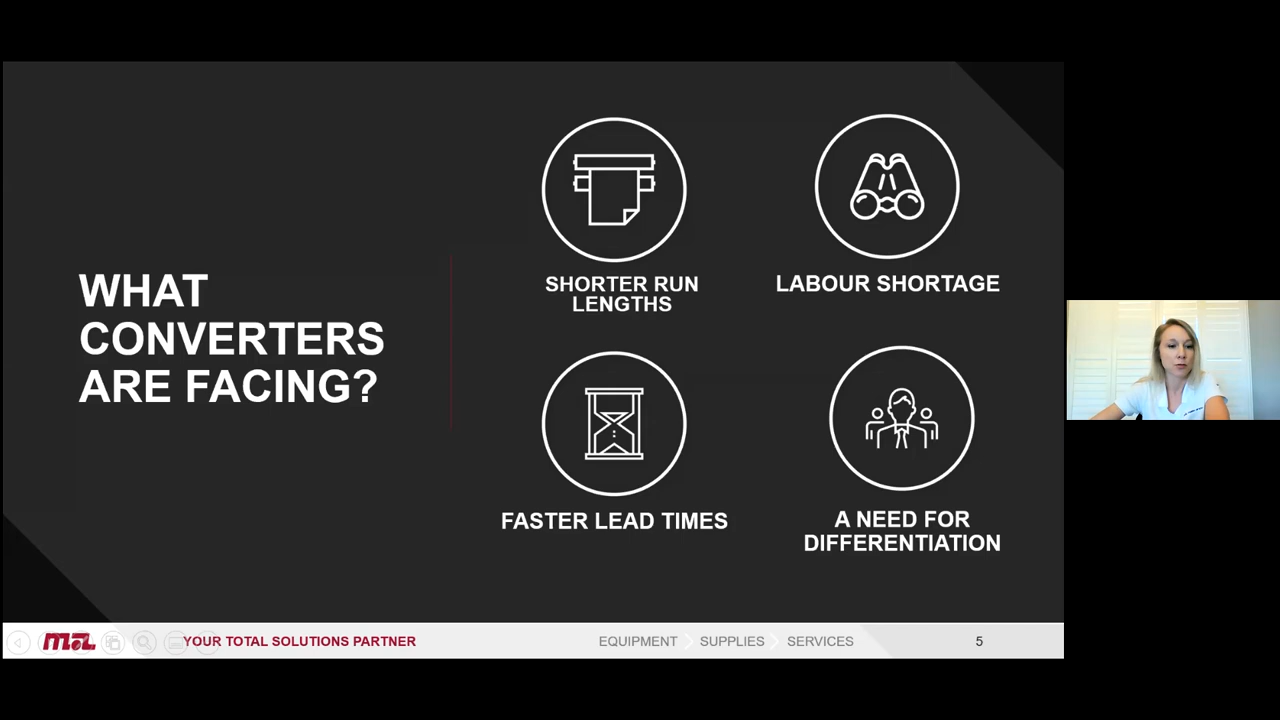 WHAT
CONVERTERS
ARE FACING?
SHORTER RUN
LENGTHS
LABOUR SHORTAGE
FASTER LEAD TIMES
A NEED FOR
DIFFERENTIATION
YOUR TOTAL SOLUTIONS PARTNER
EQUIPMENT
SUPPLIES
SERVICES
5